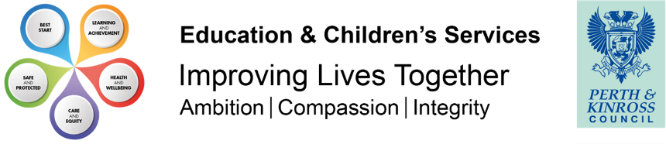 BEST
START
LEARNING
AND
ACHIEVEMENT
SAFE
AND
PROTECTED
HEALTH
AND
WELLBEING
CARE
AND
EQUITY
Education & Children's Services
Improving Lives Together
Ambition | Compassion | Integrity
PERTH &
KINROSS
COUNCIL